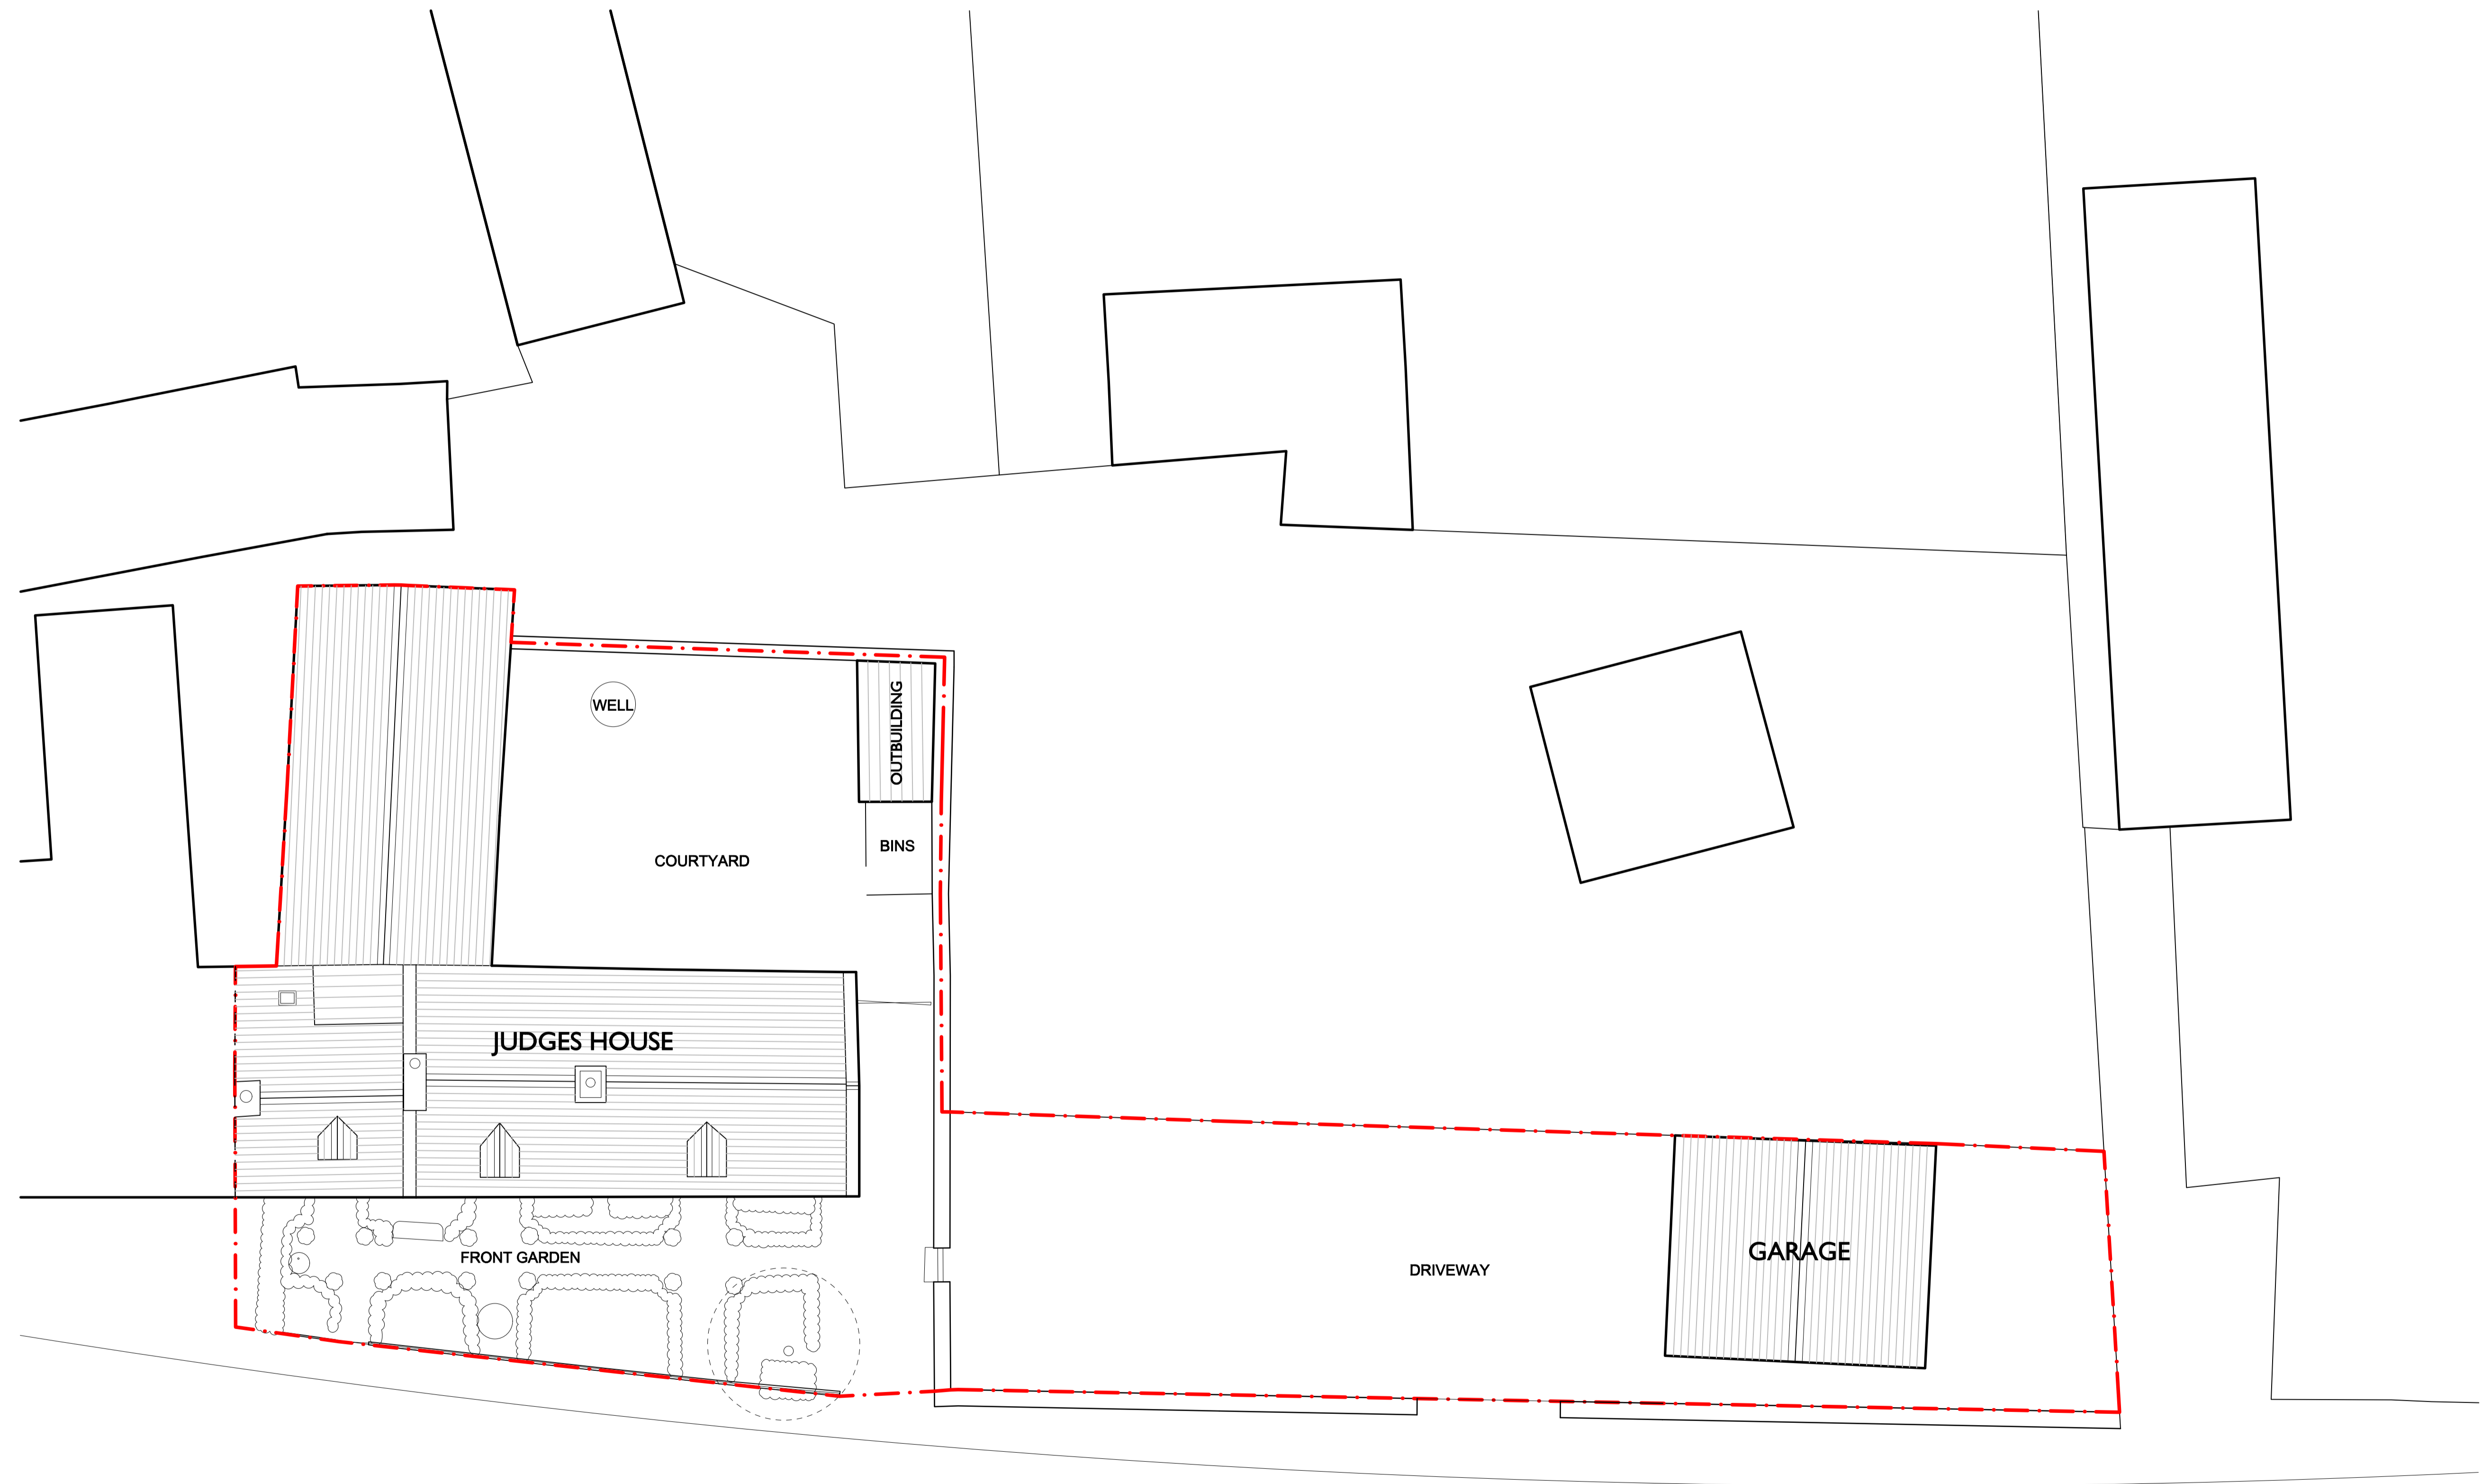 WELL
OUTBUILDING
BINS
COURTYARD
JUDGES HOUSE
FRONT GARDEN
DRIVEWAY
GARAGE